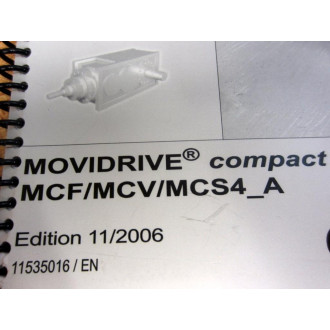 MOVIDRIVE® compact
MCF/MCV/MCS4_A
Edition 11/2006
11535016 / EN